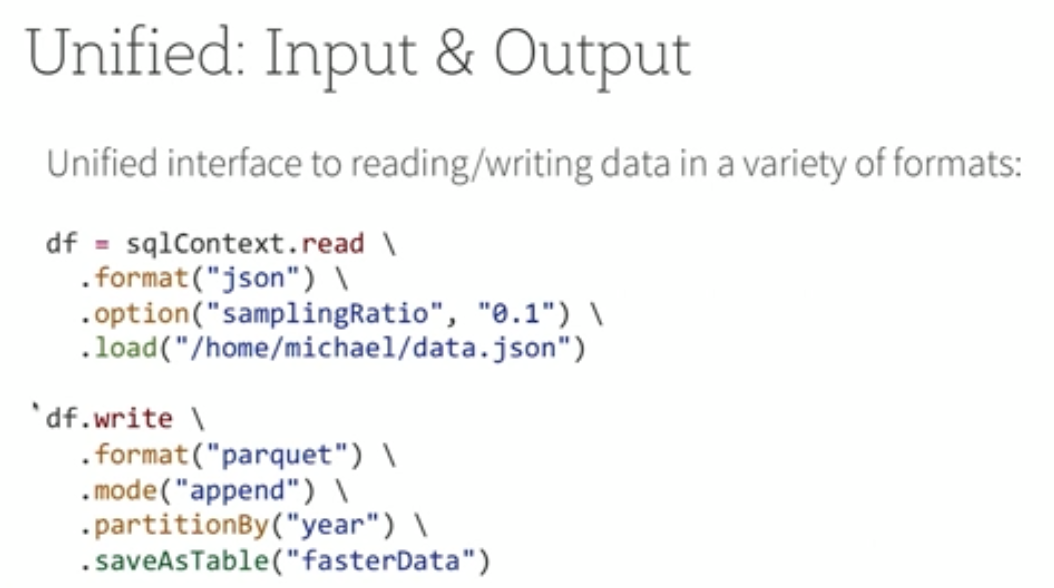 Unified: Input & Output
Unified interface to reading/writing data in a variety of formats:
df = sqlContext.read \
  .format("json") \
  .option("samplingRatio", "0.1") \
  .load("/home/michael/data.json")
`df.write \
  .format("parquet") \
  .mode("append") \
  .partitionBy("year") \
  .saveAsTable("fasterData")